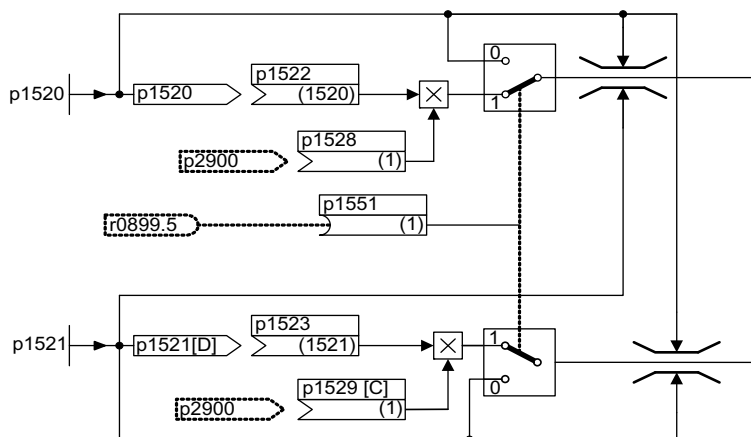 0
p1522
p1520
p1520
(1520)
1
p1528
p2900
(1)
p1551
r0899.5
(1)
p1523
1
p1521
p1521[D]
(1521)
p1529 [C]
0
p2900
(1)